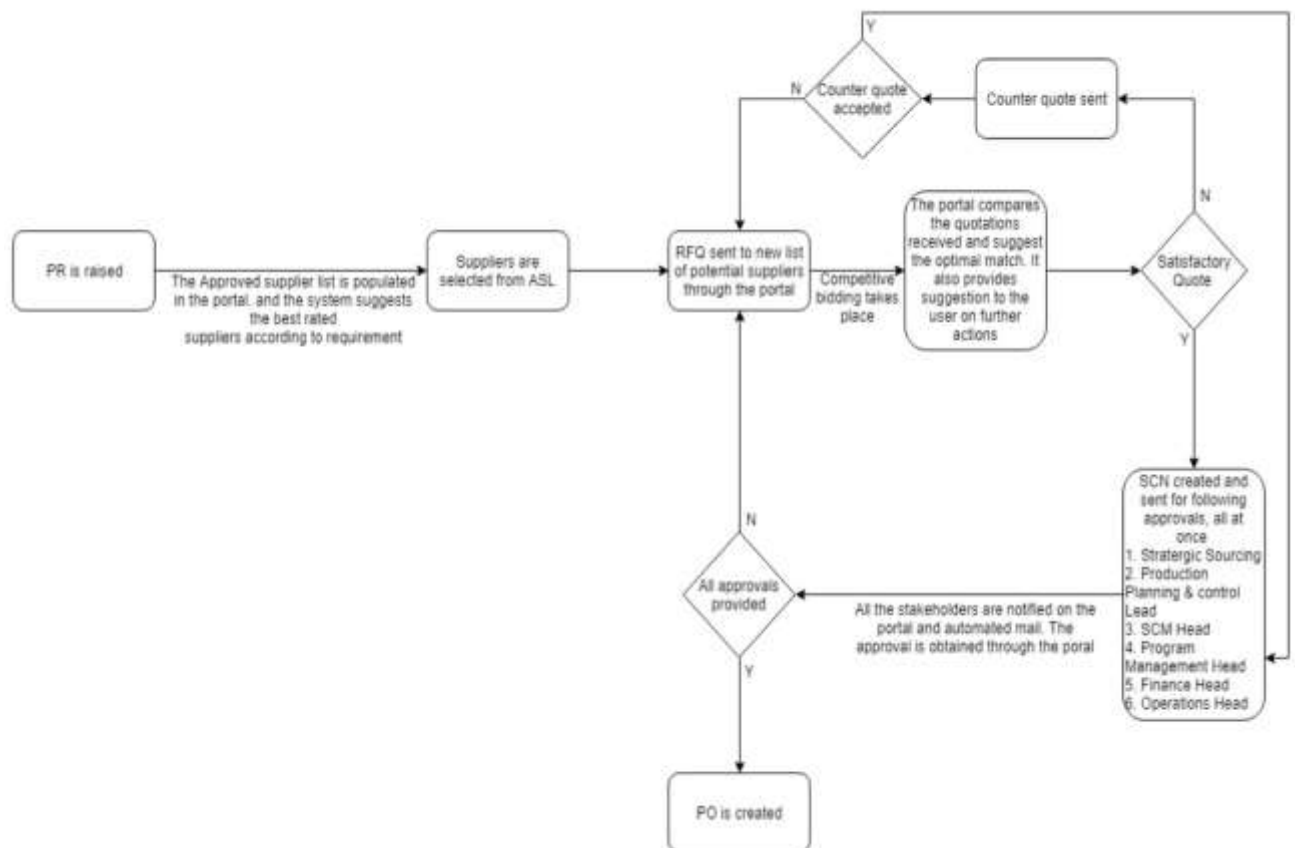 Y
Counter quote
accepted
N
Counter quote sent
N
PR is raised
The Approved supplier list is populated
in the portal. and the system suggests
the best rated
suppliers according to requirement
Suppliers are
selected from ASL
RFQ sent to new list
of potential suppliers
through the portal
Competitive
bidding takes
place
The portal compares
the quotations
received and suggest
the optimal match. It
also provides
suggestion to the
user on further
actions
Satisfactory
Quote
Y
SCN created and
sent for following
approvals, all at
once
1. Stratergic Sourcing
2. Production
Planning & control
Lead
3. SCM Head
4. Program
Management Head
5. Finance Head
6. Operations Head
All the stakeholders are notified on the
portal and automated mail. The
approval is obtained through the poral
N
All approvals
provided
Y
PO is created